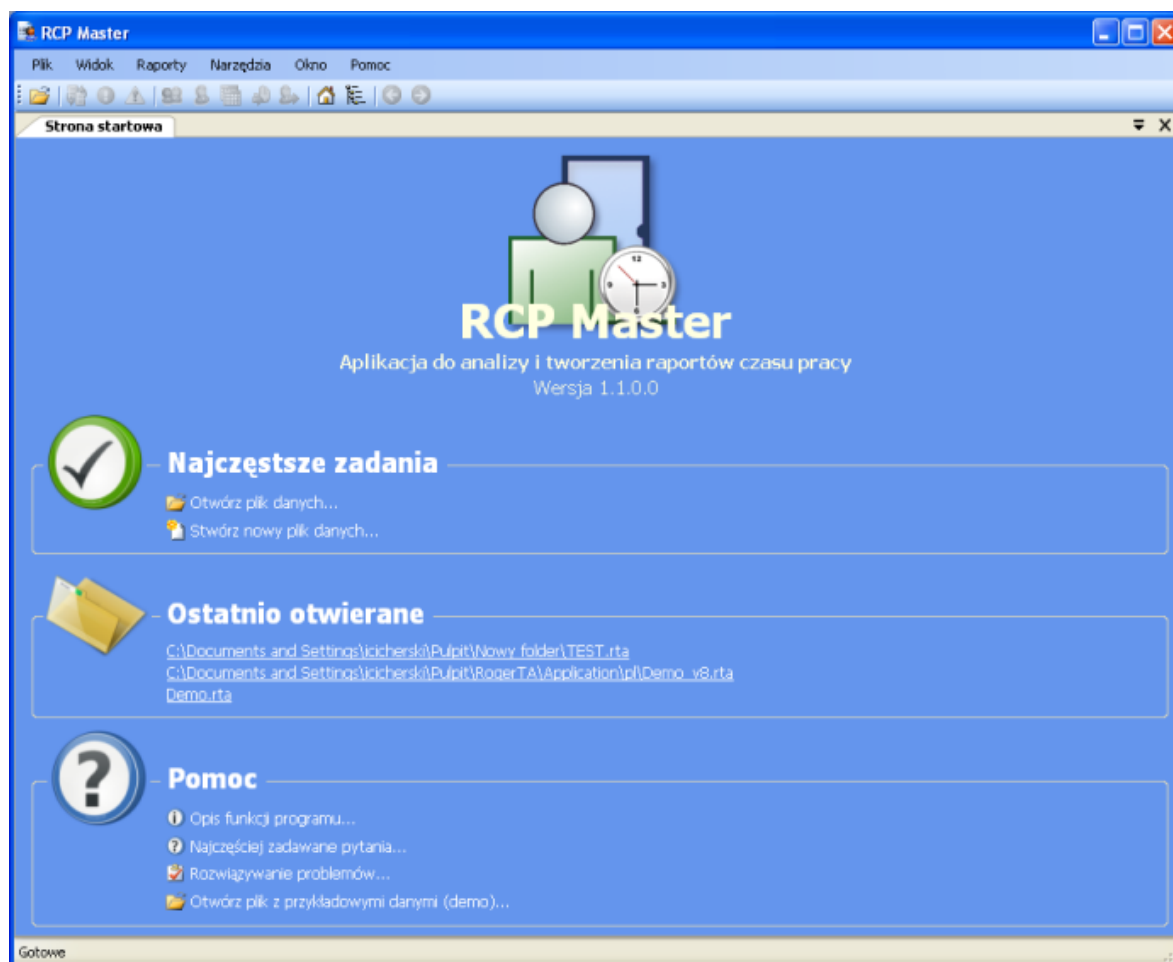 RCP Master
Plik Widok Raporty Narzędzia Okno Pomoc
Strona startowa
12
3
9
RCP Master
Aplikacja do analizy i tworzenia raportów czasu pracy
Wersja 1.1.0.0
Najczęstsze zadania
Otwórz plik danych...
Stwórz nowy plik danych...
Ostatnio otwierane
C:\Documents and Settings\icicherski\Pulpit\Nowy folder\TEST.rta
C:\Documents and Settings\icicherski\Pulpit\RogerTA\Application\pl\Demo_v8.rta
Demo.rta
Pomoc
Opis funkcji programu...
Najczęściej zadawane pytania...
Rozwiązywanie problemów...
Otwórz plik z przykładowymi danymi (demo)...
Gotowe